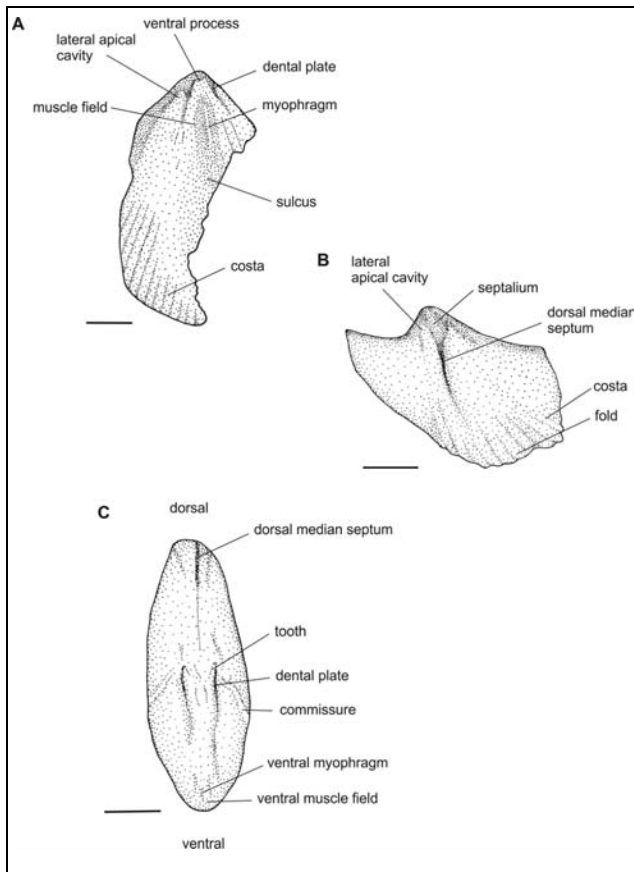 A
ventral process
lateral apical
cavity
dental plate
muscle field
myophragm
sulcus
costa
B
lateral
apical cavity
septalium
dorsal median
septum
costa
fold
C
dorsal
dorsal median septum
tooth
dental plate
commissure
ventral myophragm
ventral muscle field
ventral